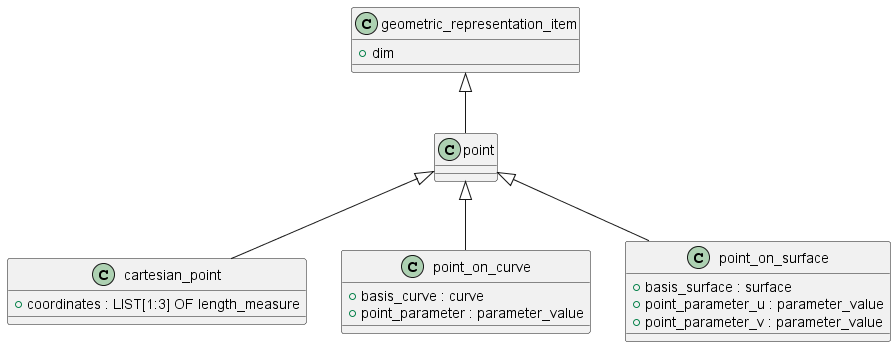 C geometric_representation_item
dim
C point
C cartesian_point
coordinates : LIST[1:3] OF length_measure
C point_on_curve
basis_curve : curve
point_parameter : parameter_value
C point_on_surface
basis_surface : surface
point_parameter_u : parameter_value
point_parameter_v : parameter_value